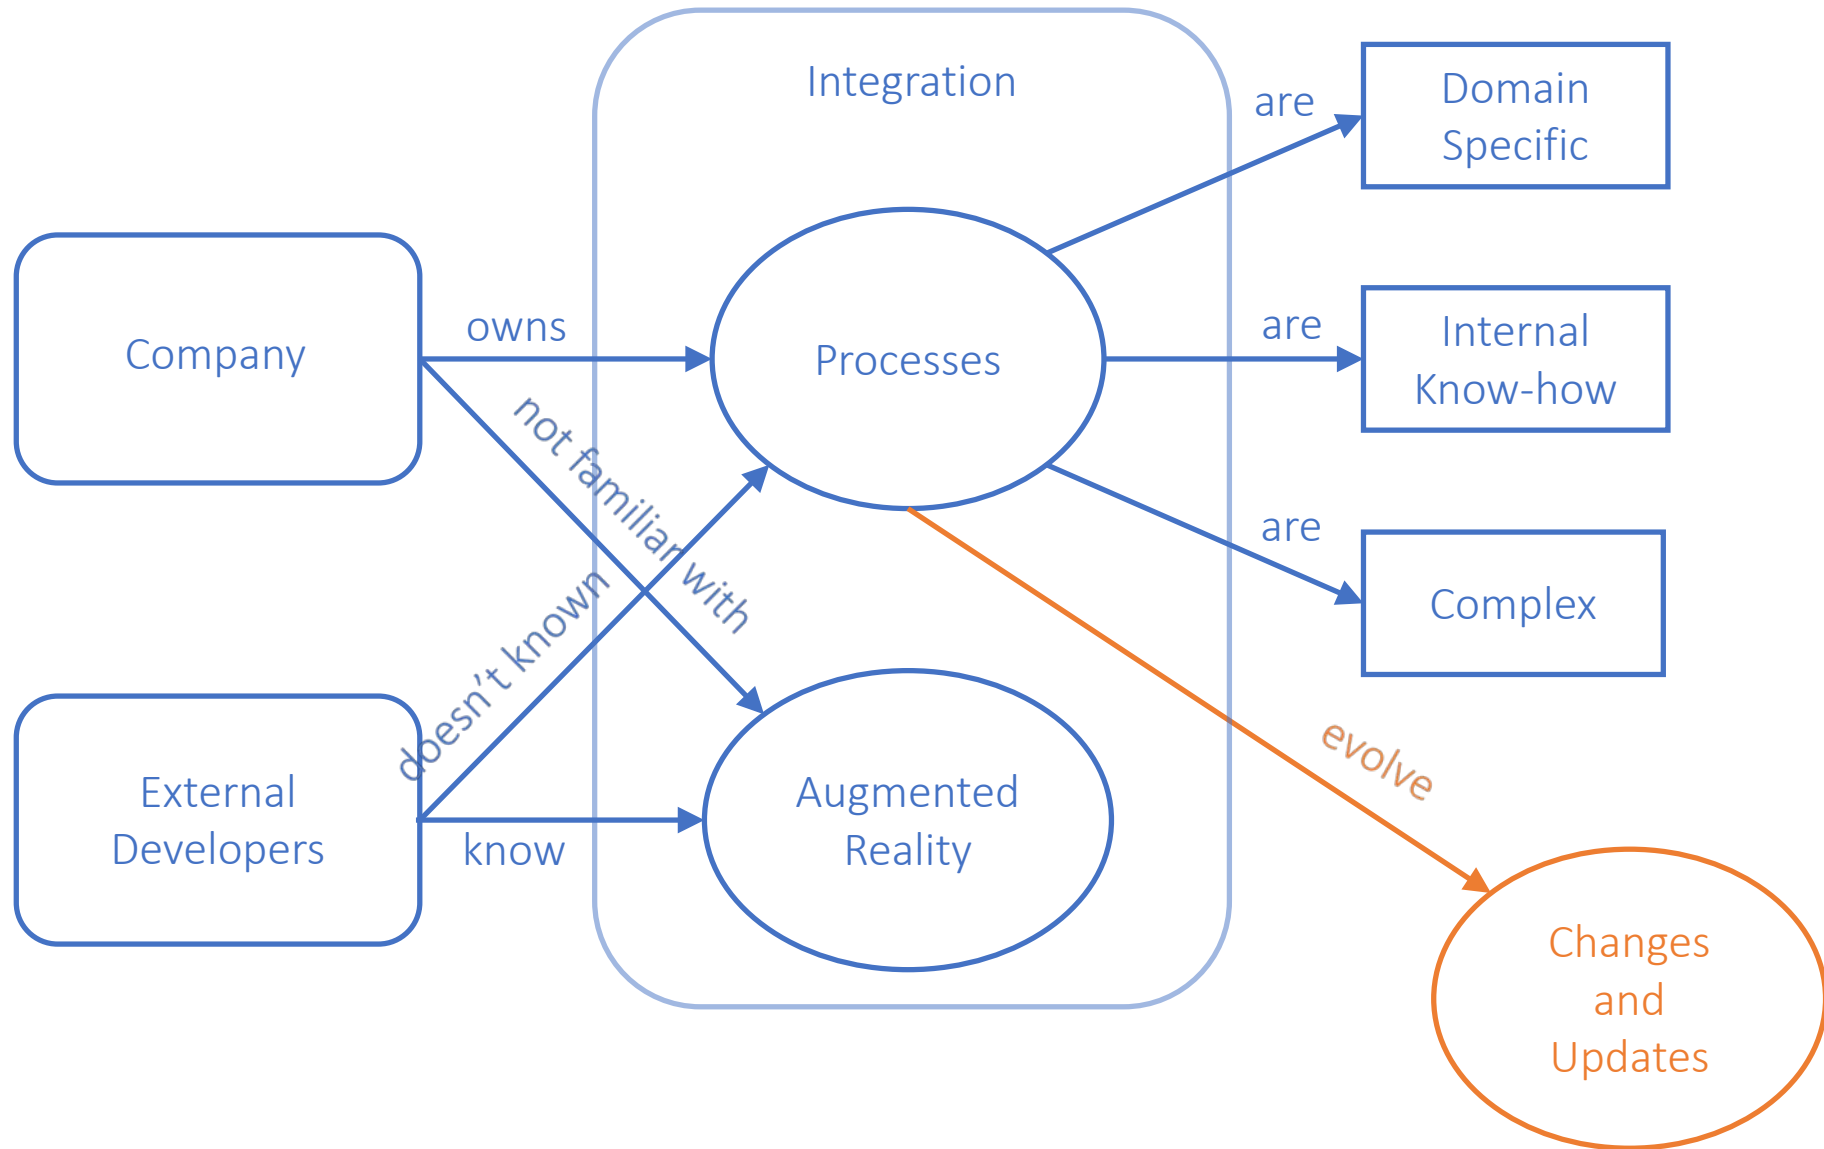 Integration
are
Domain
Specific
Company
owns
Processes
are
Internal
Know-how
not familiar with
doesn't known
are
Complex
External
Developers
know
Augmented
Reality
evolve
Changes
and
Updates